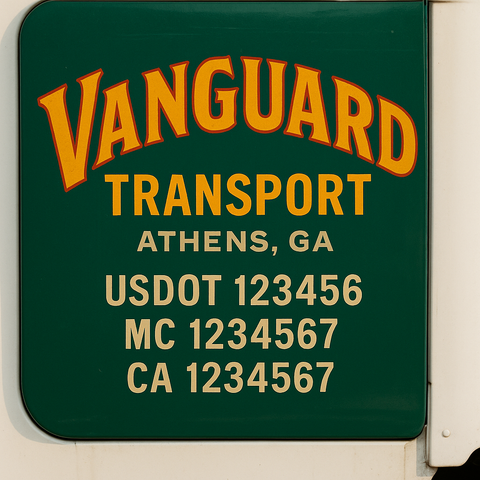 VANGUARD
TRANSPORT
ATHENS, GA
USDOT 123456
MC 1234567
CA 1234567